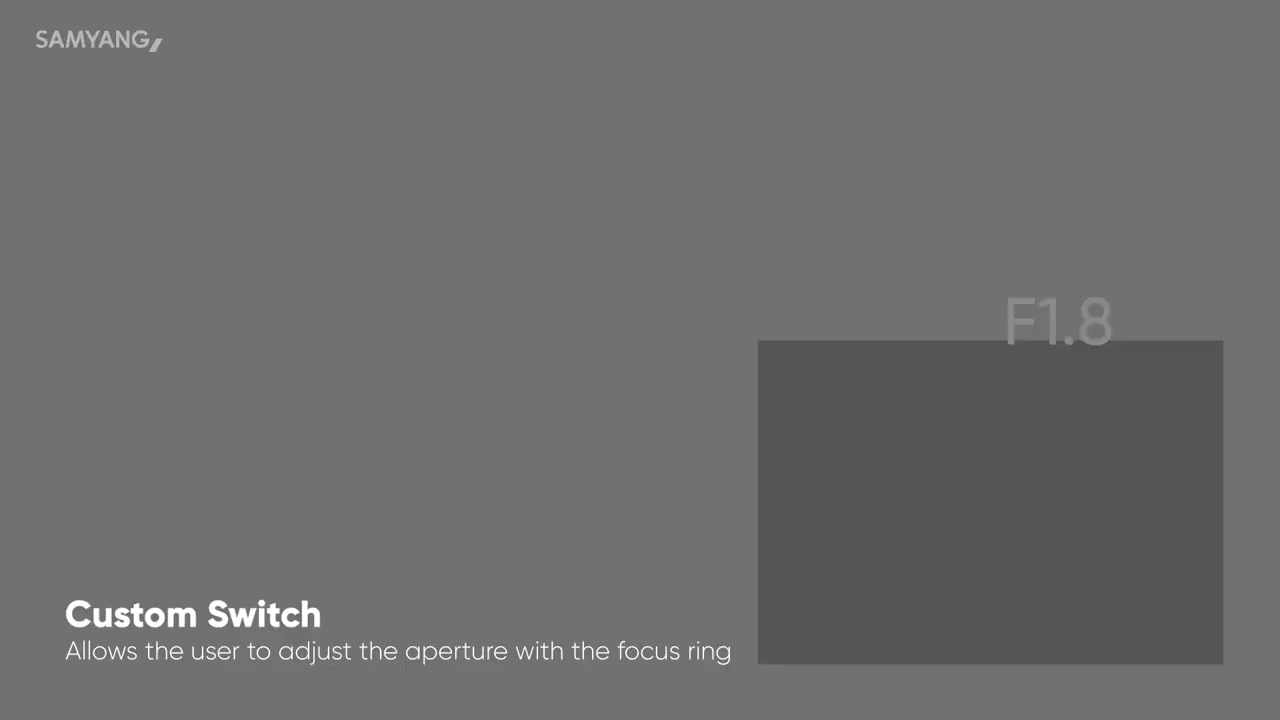 SAMYANG
F1.8
Custom Switch
Allows the user to adjust the aperture with the focus ring